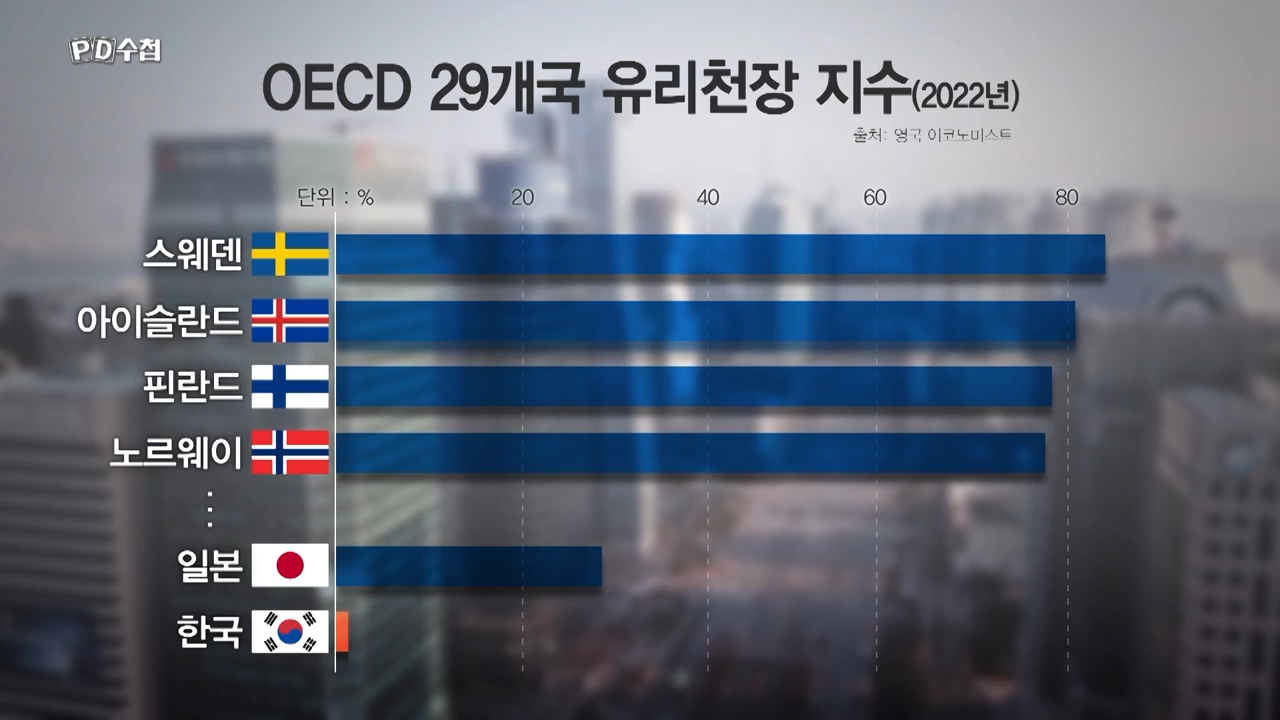 PD수첩
OECD 29개국 유리천장 지수(2022년)
출처: 영국 이코노미스트
단위 : % 20 40 60 80
스웨덴
아이슬란드
핀란드
노르웨이
일본
한국